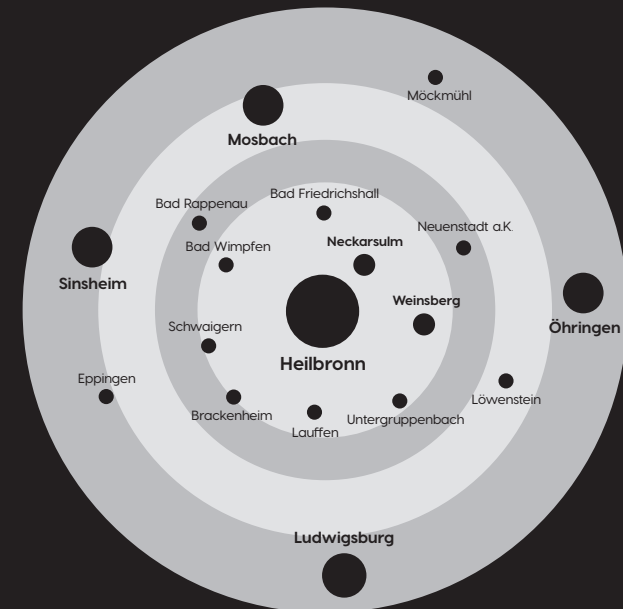 Möckmühl
Mosbach
Bad Friedrichshall
Bad Rappenau
Neuenstadt a.K.
Neckarsulm
Bad Wimpfen
Sinsheim
Weinsberg
Schwaigern
Öhringen
Heilbronn
Eppingen
Löwenstein
Brackenheim
Untergruppenbach
Lauffen
Ludwigsburg